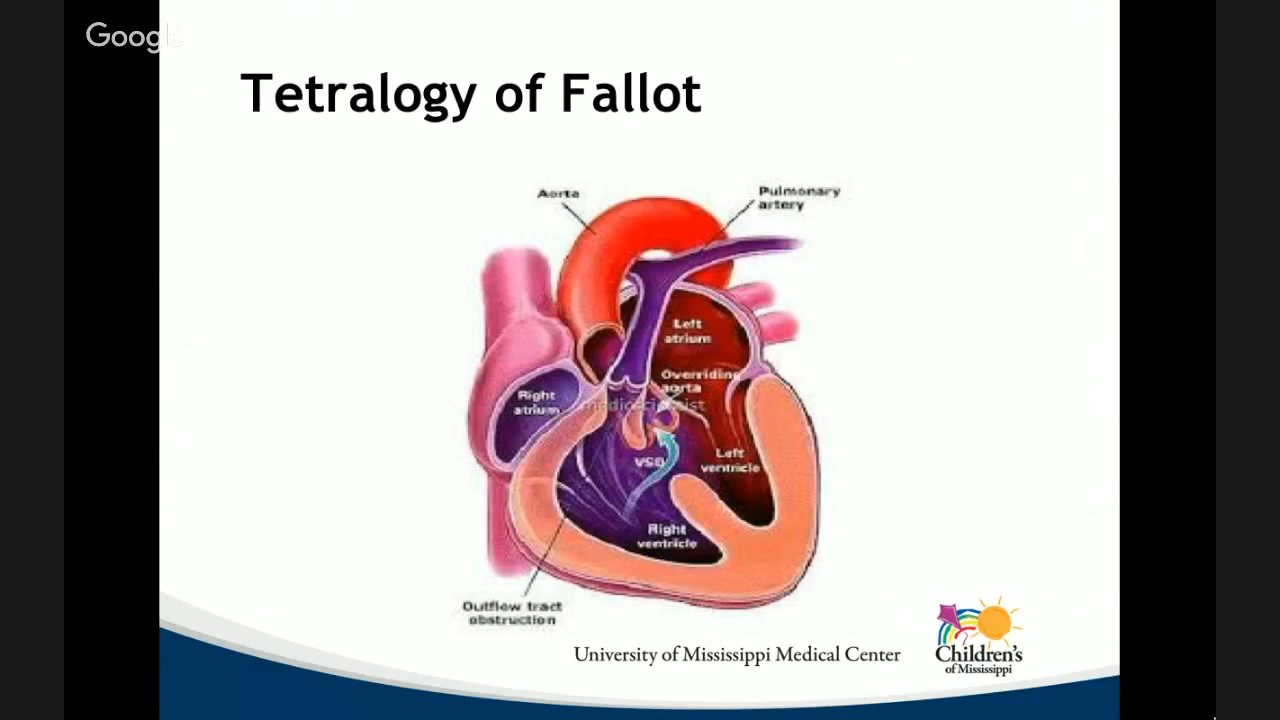 Google
Tetralogy of Fallot
Aorta
Pulmonary
artery
Left
atrium
Overriding
aorta
Right
atrium
VSD
Left
ventricle
Right
ventricle
Outflow tract
obstruction
University of Mississippi Medical Center
Children's
of Mississippi